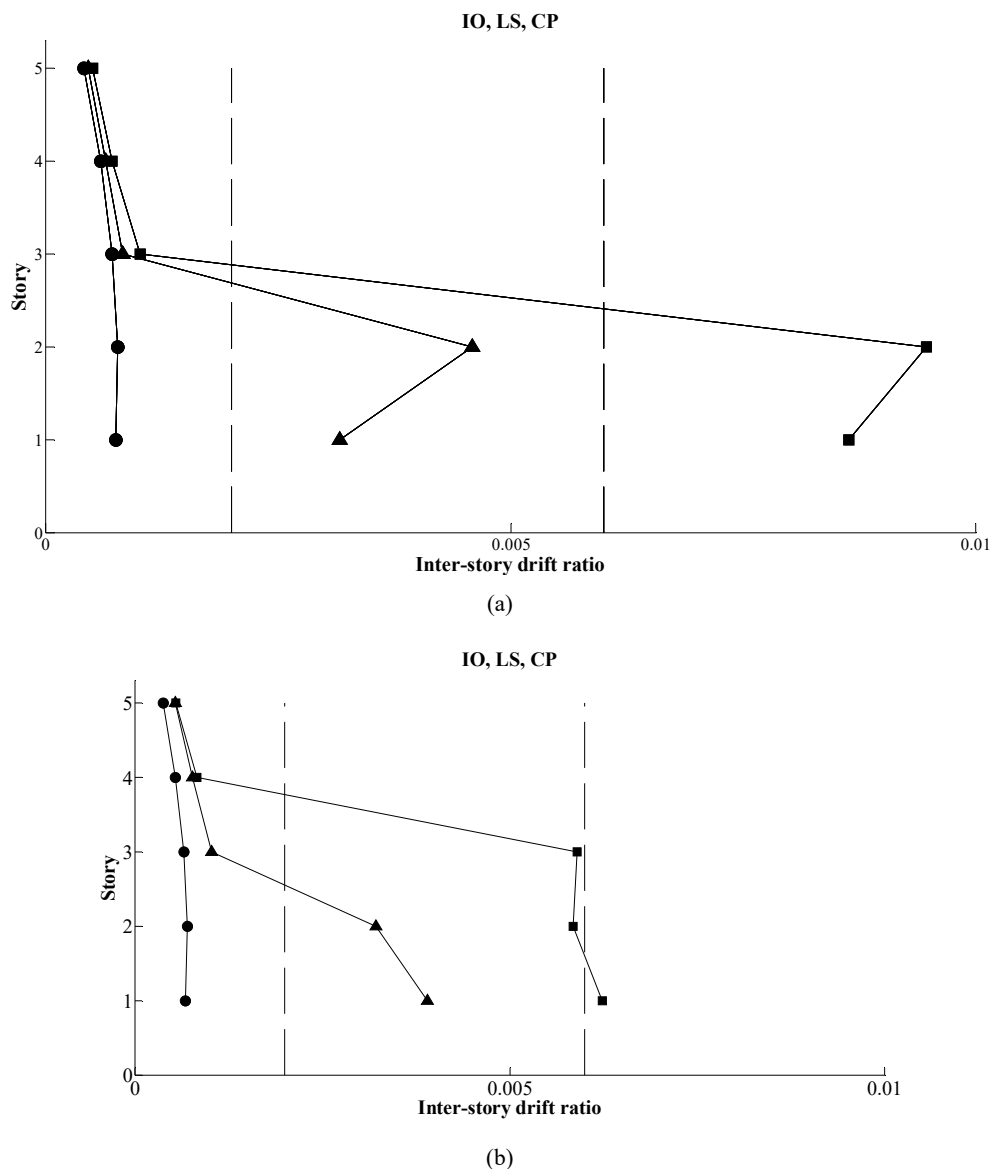 IO, LS, CP
5
4
3
2
1
0
Story
0 0.005 0.01
Inter-story drift ratio
(a)
IO, LS, CP
5
4
3
2
1
0
Story
0 0.005 0.01
Inter-story drift ratio
(b)